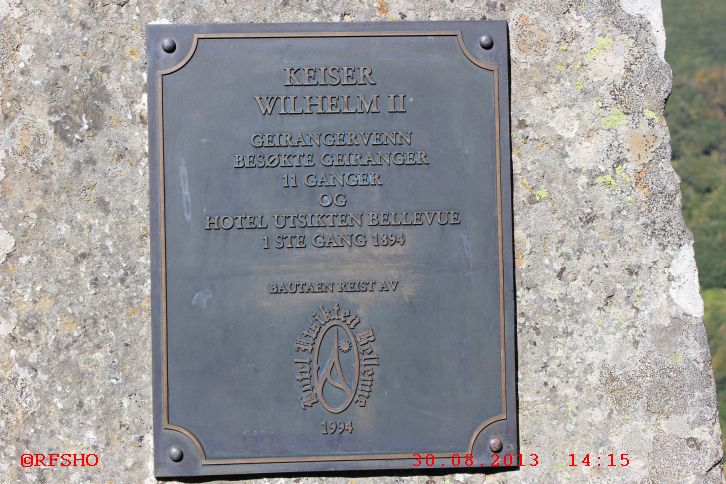 KEISER
WILHELM II
GEIRANGERVENN
BESØKTE GEIRANGER
11 GANGER
OG
HOTEL UTSIKTEN BELLEVUE
1 STE GANG 1894
BAUTAEN REIST AV
Hotel Utsikten Bellevue
1994
©RFSHO
30.08.2013 14:15